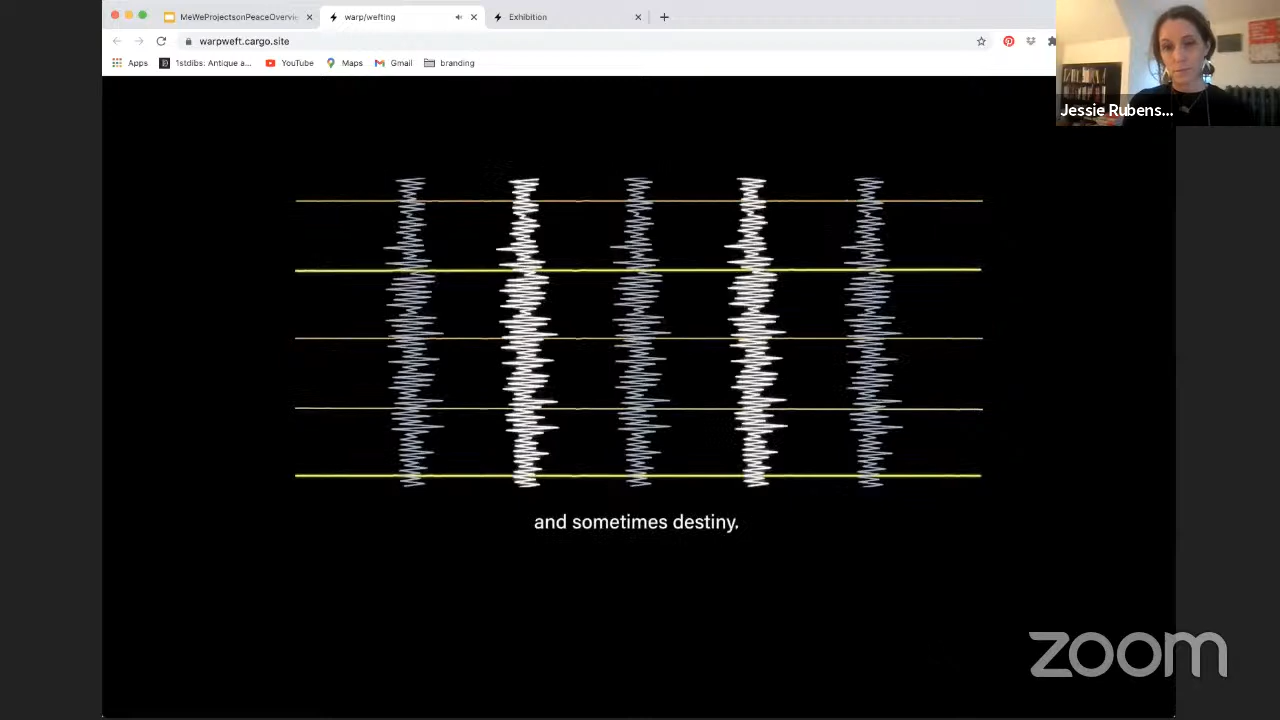 MeWeProjectsonPeaceOvervie
warp/wefting
Exhibition
warpweft.cargo.site
Apps
1stdibs: Antique a...
YouTube
Maps
Gmail
branding
Jessie Rubens...
and sometimes destiny.
zoom